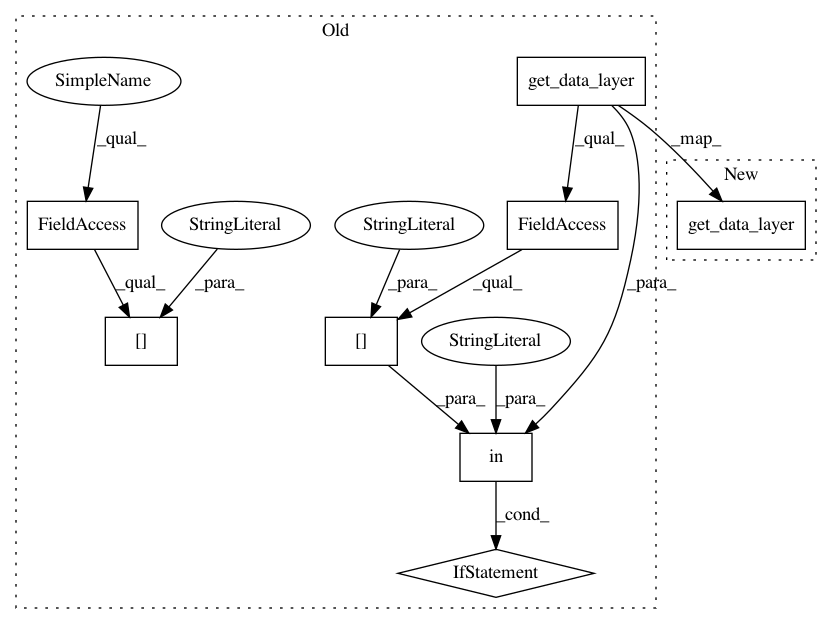 Old
SimpleName
get_data_layer
_qual_
_qual_
_map_
New
FieldAccess
StringLiteral
StringLiteral
FieldAccess
get_data_layer
_qual_
_para_
_para_
_qual_
_para_
[]
[]
StringLiteral
_para_
_para_
in
_cond_
IfStatement